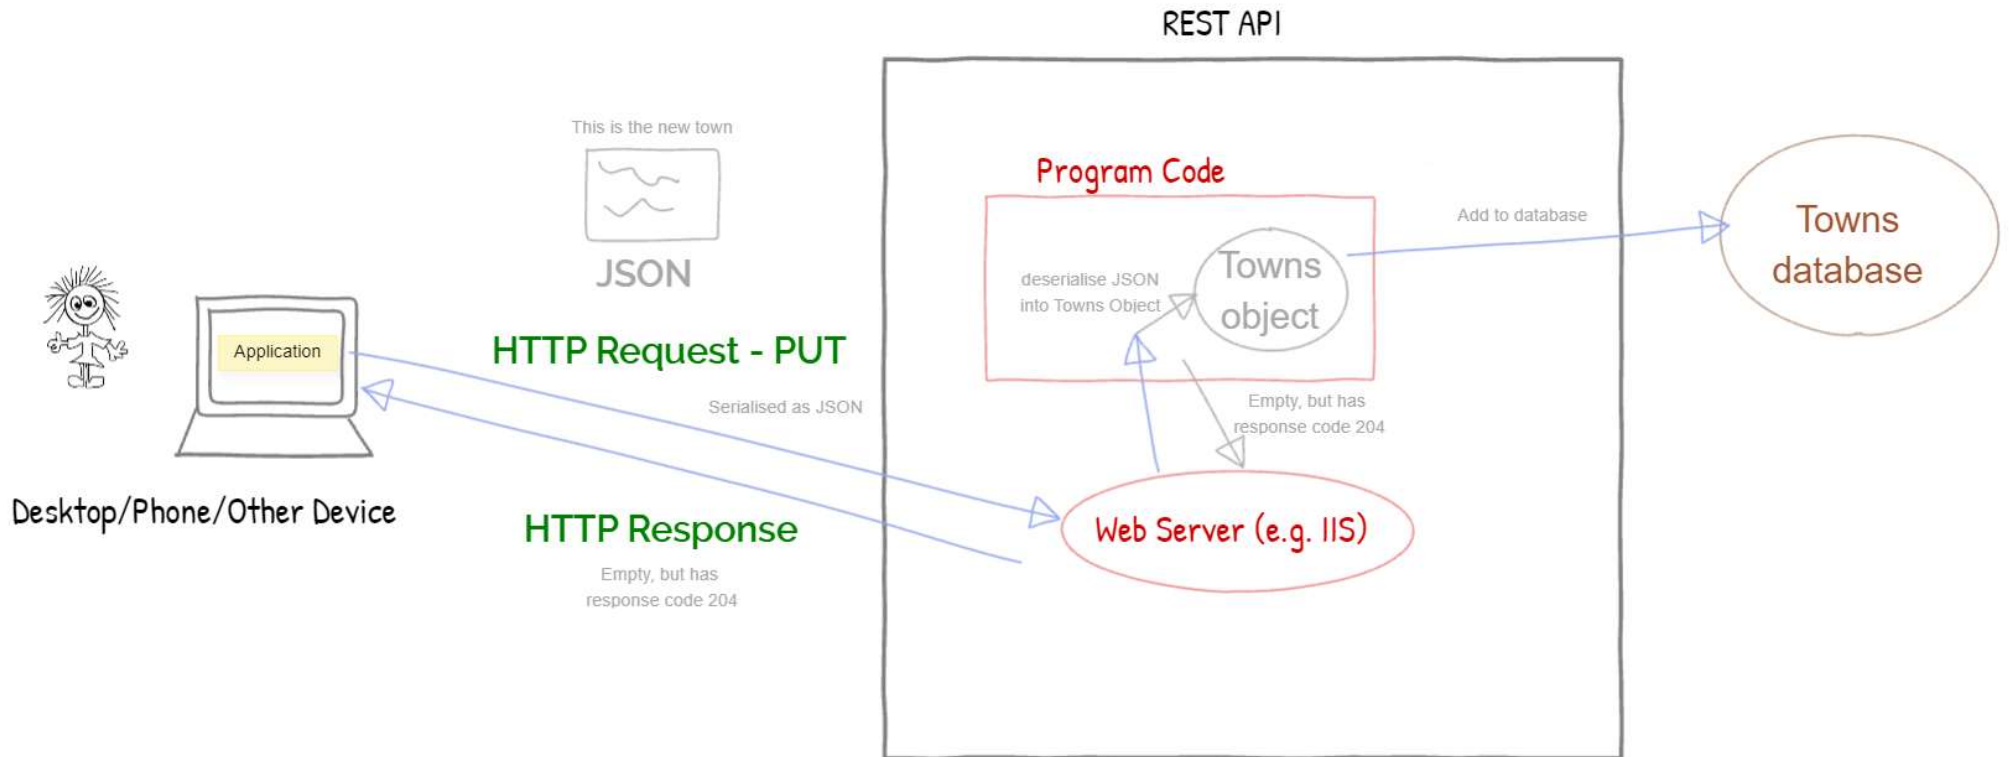 REST API
This is the new town
JSON
Program Code
Add to database
Towns
database
deserialise JSON
into Towns Object
Towns
object
Application
HTTP Request - PUT
Serialised as JSON
Empty, but has
response code 204
Desktop/Phone/Other Device
HTTP Response
Empty, but has
response code 204
Web Server (e.g. IIS)